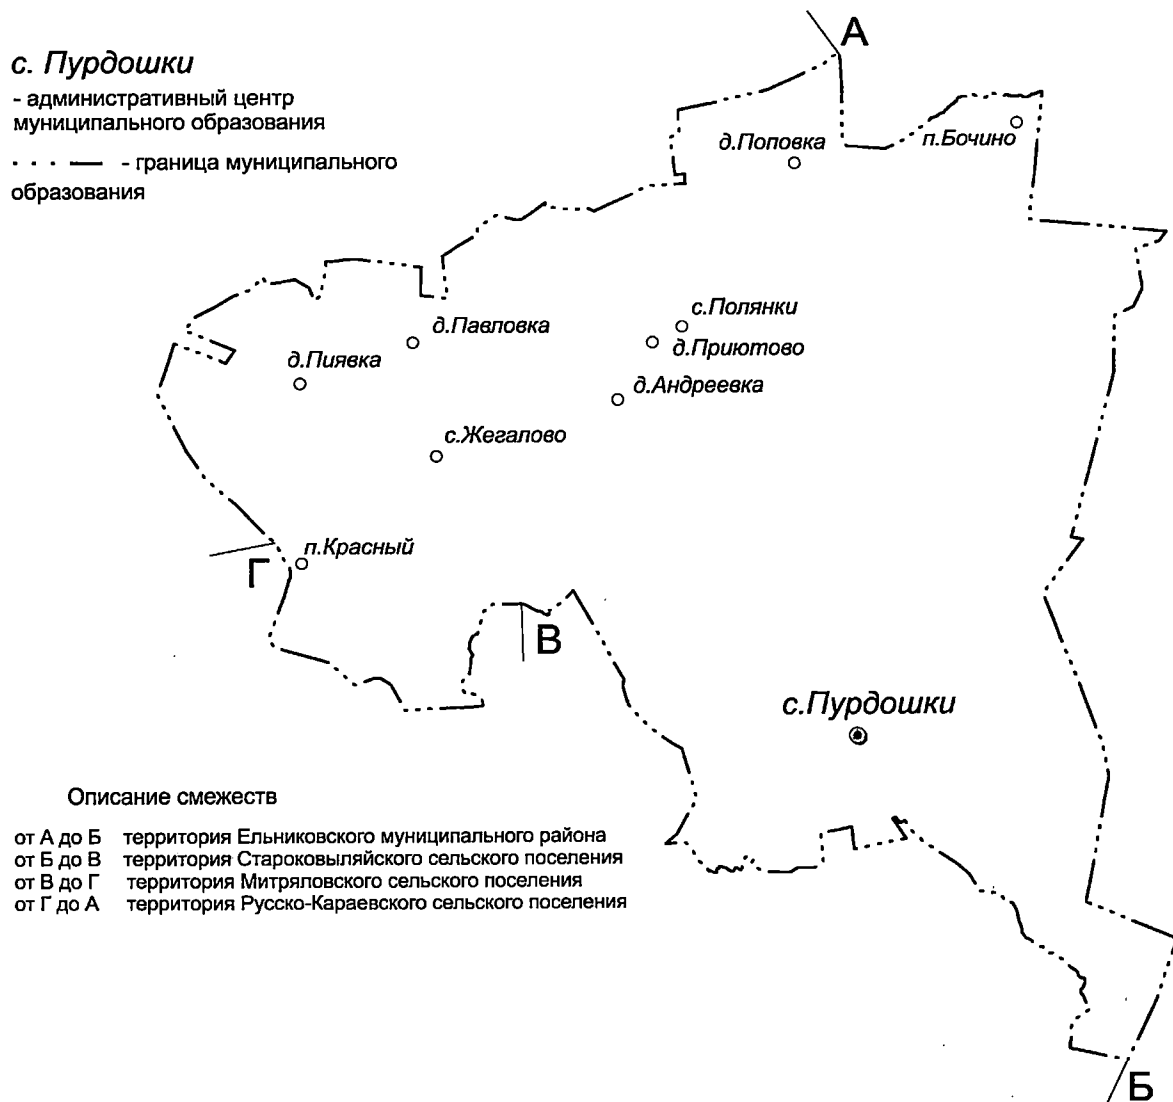 с. Пурдошки
- административный центр
муниципального образования
- граница муниципального
образования
А
д.Поповка
п.Бочино
с.Полянки
д.Павловка
д.Приютово
д.Пиявка
д.Андреевка
с.Жегалово
п.Красный
Г
В
с.Пурдошки
Описание смежеств
от А до Б территория Ельниковского муниципального района
от Б до В территория Староковыляйского сельского поселения
от В до Г территория Митряловского сельского поселения
от Г до А территория Русско-Караевского сельского поселения
Б